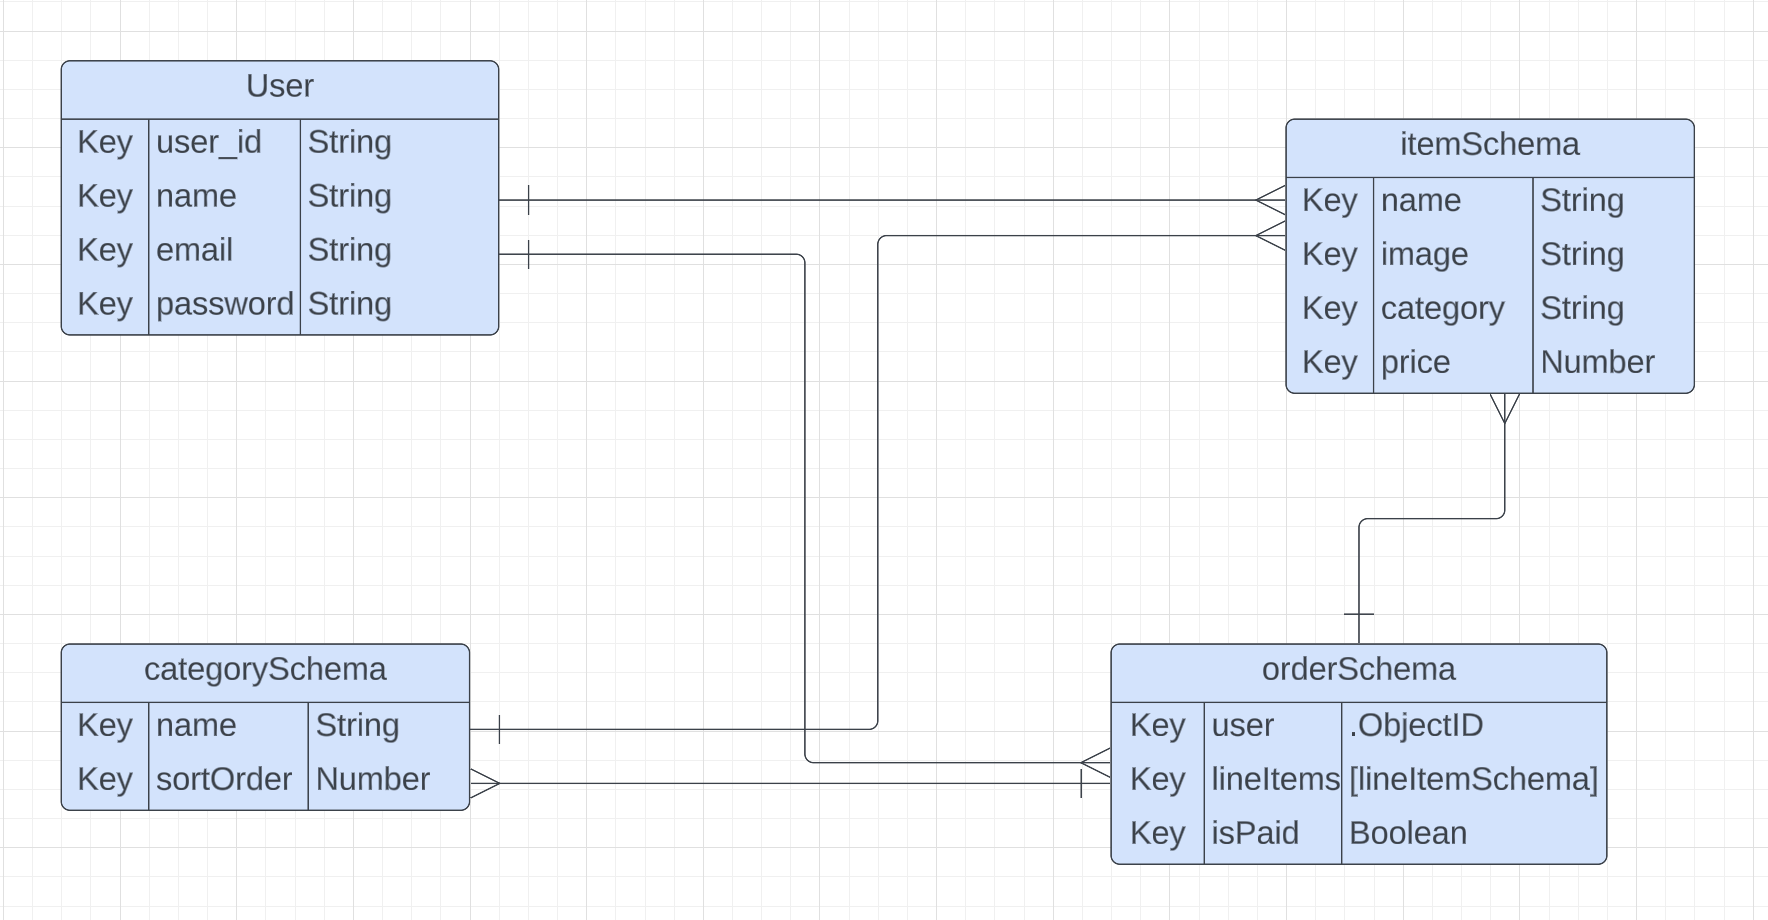 User
Key user_id String
Key name String
Key email String
Key password String
itemSchema
Key name String
Key image String
Key category String
Key price Number
categorySchema
Key name String
Key sortOrder Number
orderSchema
Key user .ObjectID
Key lineItems [lineItemSchema]
Key isPaid Boolean